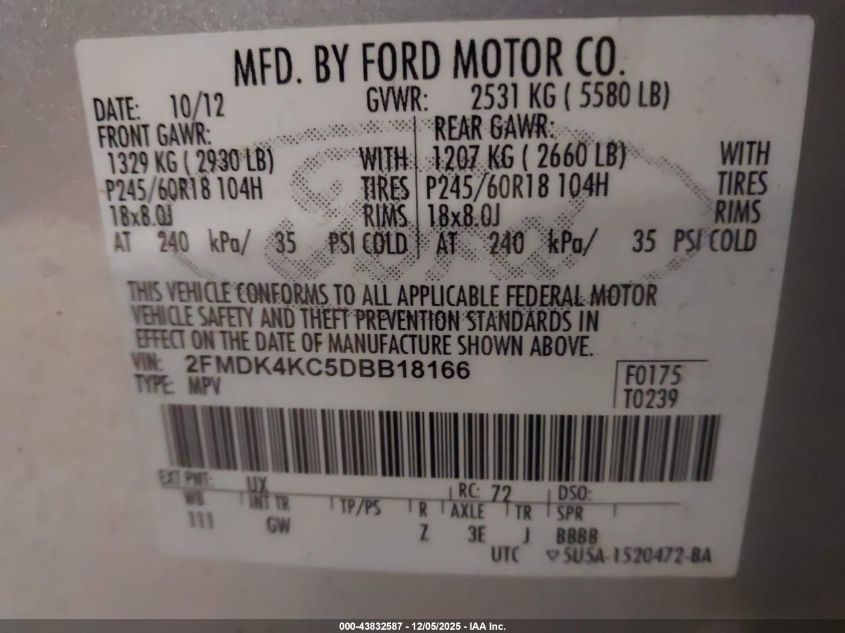 MFD. BY FORD MOTOR CO.
DATE: 10/12 GVWR: 2531 KG ( 5580 LB)
FRONT GAWR: REAR GAWR:
1329 KG ( 2930 LB) WITH 1207 KG ( 2660 LB) WITH
P245/60R18 104H TIRES P245/60R18 104H TIRES
18x8.0J RIMS 18x8.0J RIMS
AT 240 kPa/ 35 PSI COLD AT 240 kPa/ 35 PSI COLD
Ford
THIS VEHICLE CONFORMS TO ALL APPLICABLE FEDERAL MOTOR
VEHICLE SAFETY AND THEFT PREVENTION STANDARDS IN
EFFECT ON THE DATE OF MANUFACTURE SHOWN ABOVE.
VIN: 2FMDK4KC5DBB18166 F0175
TYPE: MPV T0239
EXT PNT: UX RC: 72 DSO:
WB INT TR TP/PS R AXLE TR SPR
111 GW Z 3E J BBBB
UTC ▽5U5A-1520472-BA
000-43832587 - 12/05/2025 - IAA Inc.